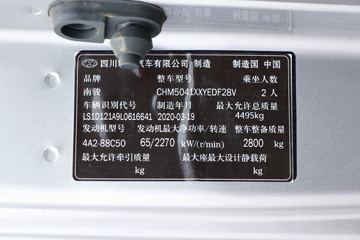 四川 汽车有限公司 制造 制造国 中国
品牌 整车型号 乘坐人数
南骏 CHM5041XXYEDF28V 2 人
车辆识别代号 制造年月 最大允许总质量
LS1D121A9L0616641 2020-03-19 4495kg
发动机型号 发动机最大净功率/转速 整车整备质量
4A2-88C50 65/2270 kW/(r/min) 2800 kg
最大允许牵引质量 最大座最大设计静载荷
kg kg